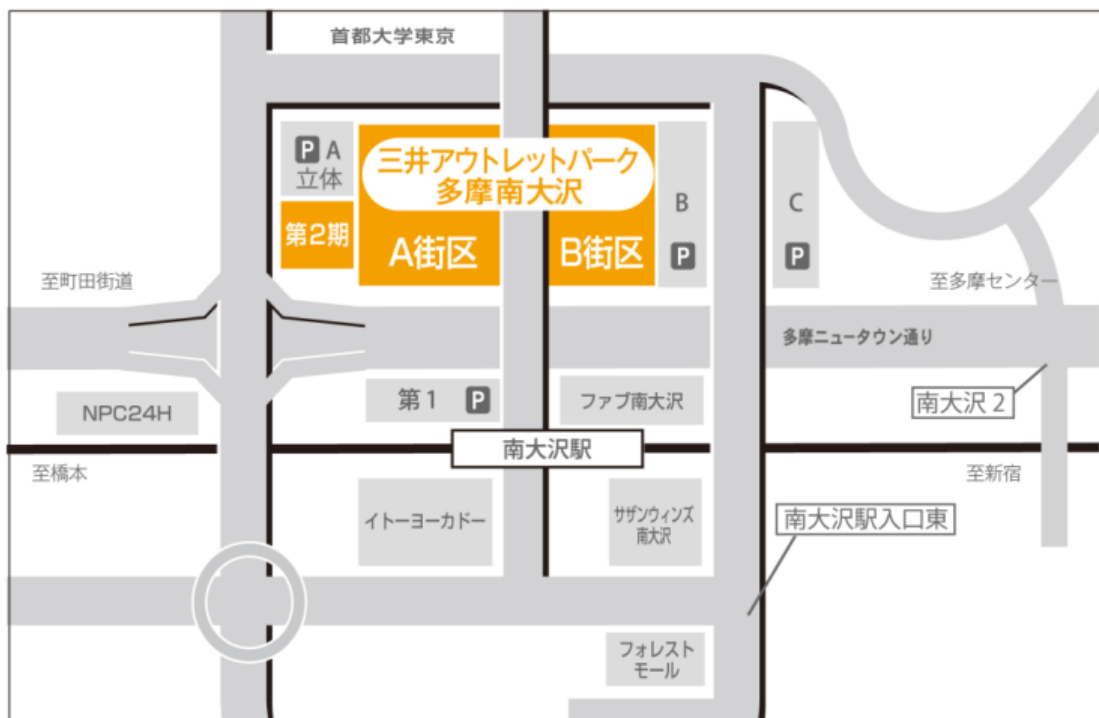 首都大学東京
P A
立体
三井アウトレットパーク
多摩南大沢
第2期
A街区
B街区
B
P
C
P
至町田街道
至多摩センター
多摩ニュータウン通り
NPC24H
第1 P
ファブ南大沢
南大沢2
南大沢駅
至橋本
至新宿
イトーヨーカドー
サザンウィンズ
南大沢
南大沢駅入口東
フォレスト
モール